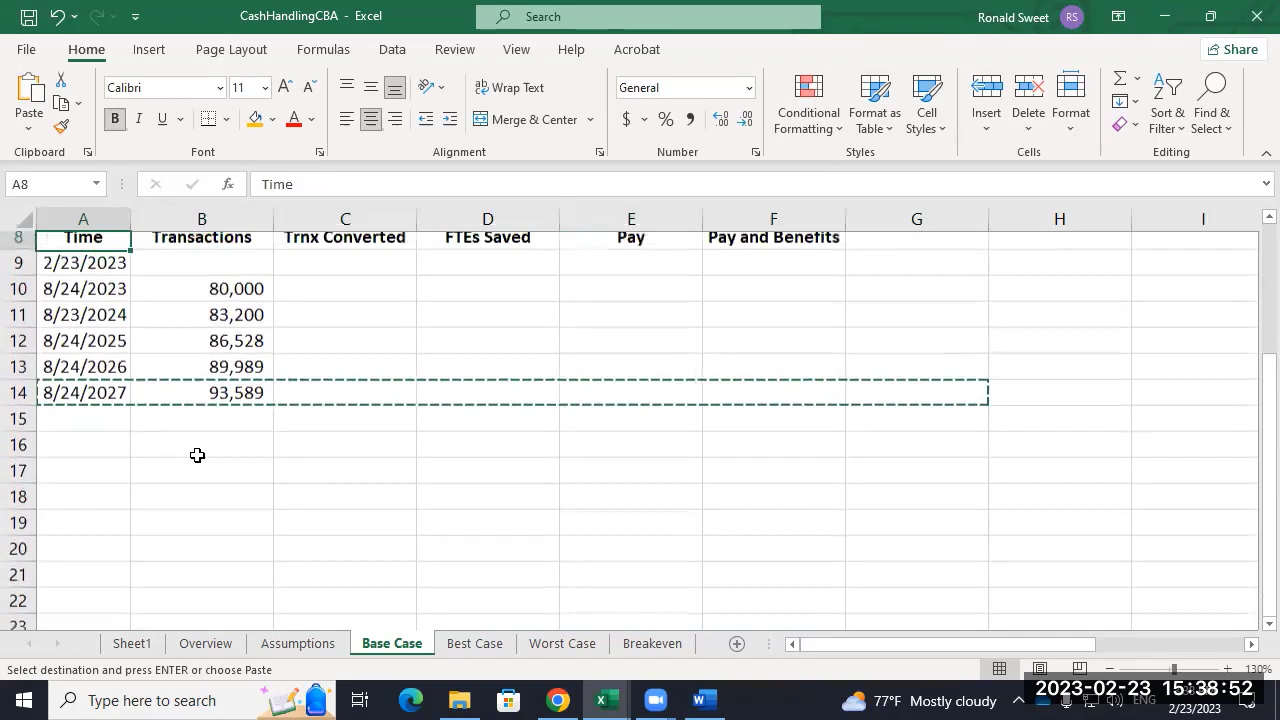 CashHandlingCBA - Excel
Search
Ronald Sweet RS
File Home Insert Page Layout Formulas Data Review View Help Acrobat Share
Paste
Calibri 11
B I U A
ab Wrap Text
Merge & Center
General
$ % 9
Conditional Formatting
Format as Table
Cell Styles
Insert Delete Format
Sort & Filter
Find & Select
Clipboard Font Alignment Number Styles Cells Editing
A8 fx Time
A B C D E F G H I
8 Time Transactions Trnx Converted FTEs Saved Pay Pay and Benefits
9 2/23/2023
10 8/24/2023 80,000
11 8/23/2024 83,200
12 8/24/2025 86,528
13 8/24/2026 89,989
14 8/24/2027 93,589
15
16
17
18
19
20
21
22
23
Sheet1 Overview Assumptions Base Case Best Case Worst Case Breakeven
Select destination and press ENTER or choose Paste 130%
Type here to search
77°F Mostly cloudy
ENG
2023-02-23 15:38:52
2/23/2023